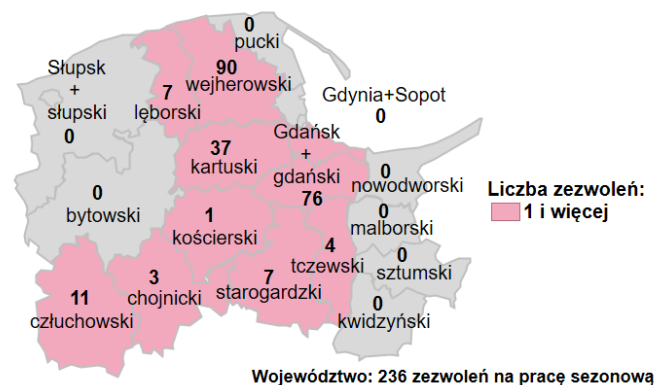 0
pucki
90
wejherowski
Słupsk
+
słupski
0
7
lęborski
Gdynia+Sopot
0
37
kartuski
Gdańsk
+
gdański
76
0
nowodworski
0
bytowski
Liczba zezwoleń:
1 i więcej
1
kościerski
0
malborski
4
tczewski
0
sztumski
3
chojnicki
7
starogardzki
11
człuchowski
0
kwidzyński
Województwo: 236 zezwoleń na pracę sezonową